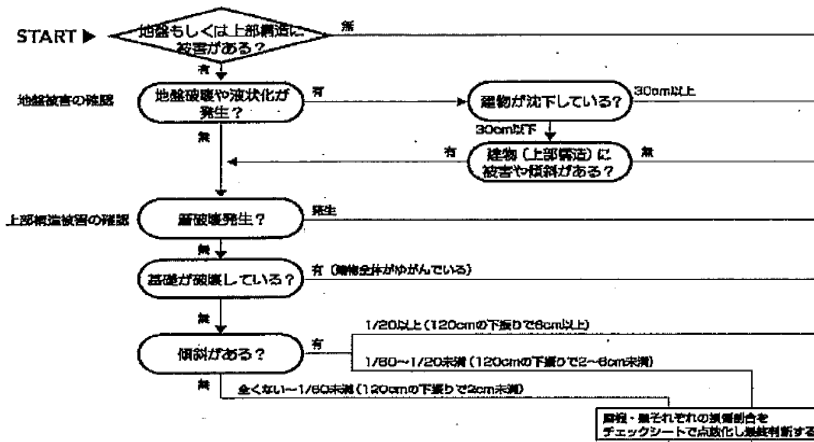 START ▶
地盤もしくは上部構造に
被害がある？
無
有
地盤被害の確認
地盤破壊や液状化が
発生？
有
建物が沈下している？
30cm以上
無
30cm以下
有
建物（上部構造）に
被害や傾斜がある？
無
上部構造被害の確認
層破壊発生？
発生
無
基礎が破壊している？
有（建物全体がゆがんでいる）
無
傾斜がある？
有
1/20以上（120cmの下振りで6cm以上）
1/60～1/20未満（120cmの下振りで2～6cm未満）
無
全くない～1/60未満（120cmの下振りで2cm未満）
屋根・壁それぞれの損傷割合を
チェックシートで点数化し最終判断する